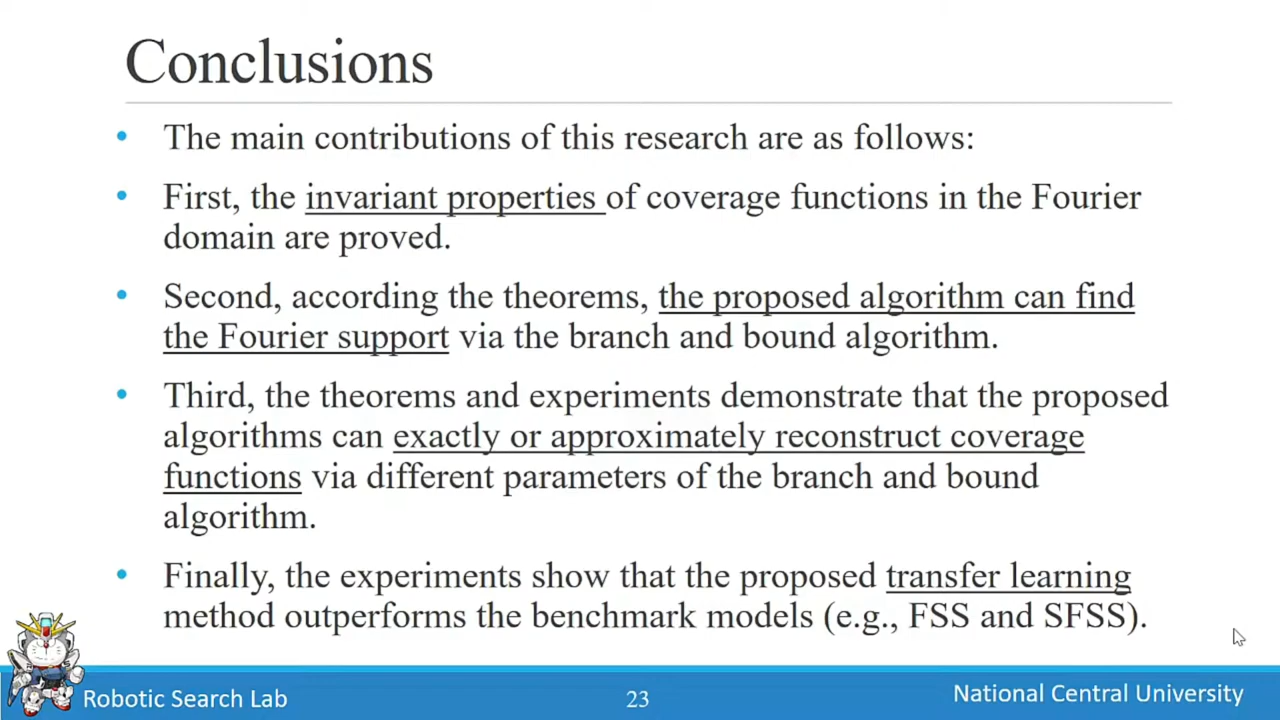 Conclusions
• The main contributions of this research are as follows:
• First, the invariant properties of coverage functions in the Fourier
domain are proved.
• Second, according the theorems, the proposed algorithm can find
the Fourier support via the branch and bound algorithm.
• Third, the theorems and experiments demonstrate that the proposed
algorithms can exactly or approximately reconstruct coverage
functions via different parameters of the branch and bound
algorithm.
• Finally, the experiments show that the proposed transfer learning
method outperforms the benchmark models (e.g., FSS and SFSS).
Robotic Search Lab
23
National Central University